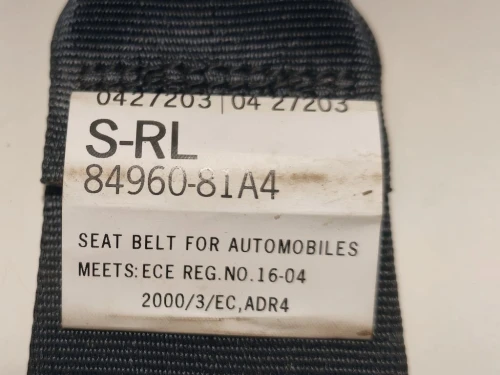 0427203 | 04 27203
S-RL
84960-81A4
SEAT BELT FOR AUTOMOBILES
MEETS:ECE REG.NO.16-04
2000/3/EC,ADR4